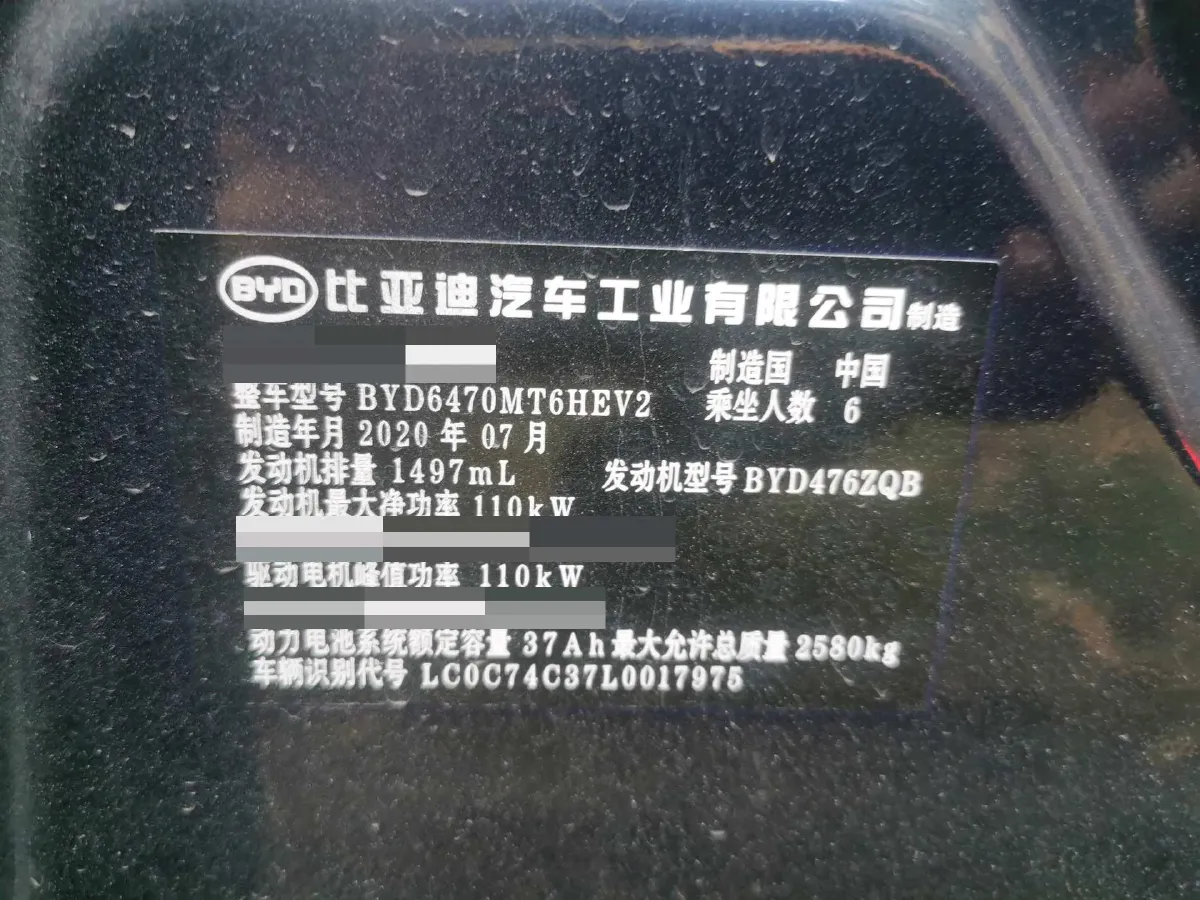 BYD 比亚迪汽车工业有限公司制造
制造国 中国
整车型号 BYD6470MT6HEV2 乘坐人数 6
制造年月 2020 年 07 月
发动机排量 1497mL 发动机型号 BYD476ZQB
发动机最大净功率 110kW
驱动电机峰值功率 110kW
动力电池系统额定容量 37Ah 最大允许总质量 2580kg
车辆识别代号 LC0C74C37L0017975